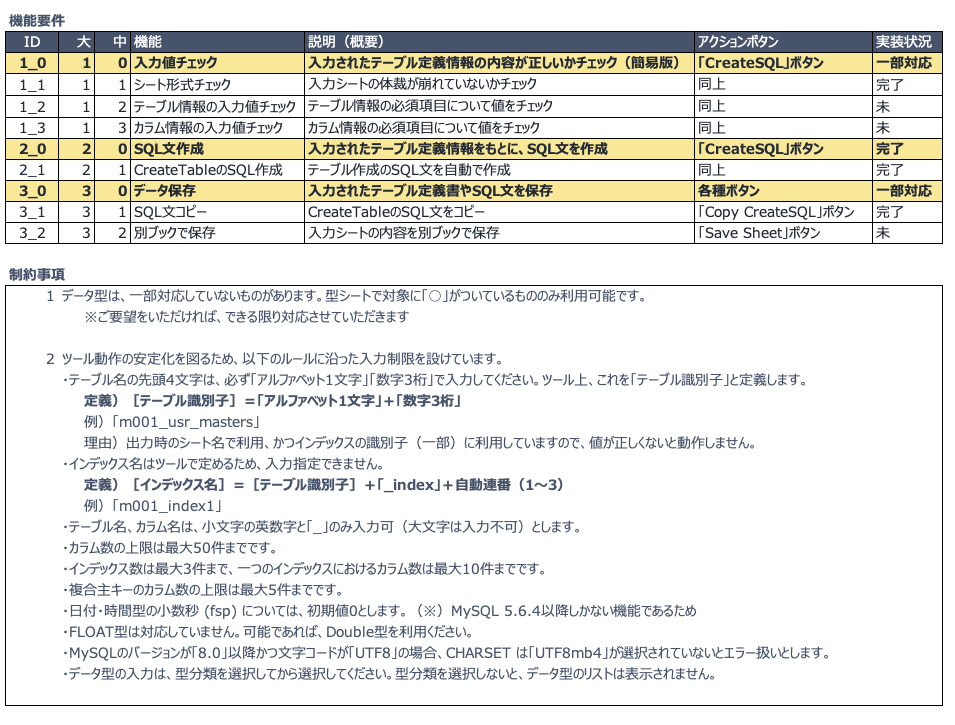 機能要件
ID 大 中 機能 説明（概要） アクションボタン 実装状況
1_0 1 0 入力値チェック 入力されたテーブル定義情報の内容が正しいかチェック（簡易版） 「CreateSQL」ボタン 一部対応
1_1 1 1 シート形式チェック 入力シートの体裁が崩れていないかチェック 同上 完了
1_2 1 2 テーブル情報の入力値チェック テーブル情報の必須項目について値をチェック 同上 未
1_3 1 3 カラム情報の入力値チェック カラム情報の必須項目について値をチェック 同上 未
2_0 2 0 SQL文作成 入力されたテーブル定義情報をもとに、SQL文を作成 「CreateSQL」ボタン 完了
2_1 2 1 CreateTableのSQL作成 テーブル作成のSQL文を自動で作成 同上 完了
3_0 3 0 データ保存 入力されたテーブル定義書やSQL文を保存 各種ボタン 一部対応
3_1 3 1 SQL文コピー CreateTableのSQL文をコピー 「Copy CreateSQL」ボタン 完了
3_2 3 2 別ブックで保存 入力シートの内容を別ブックで保存 「Save Sheet」ボタン 未
制約事項
1 データ型は、一部対応していないものがあります。型シートで対象に「○」がついているもののみ利用可能です。
※ご要望をいただければ、できる限り対応させていただきます
2 ツール動作の安定化を図るため、以下のルールに沿った入力制限を設けています。
・テーブル名の先頭4文字は、必ず「アルファベット1文字」「数字3桁」で入力してください。ツール上、これを「テーブル識別子」と定義します。
定義）［テーブル識別子］＝「アルファベット1文字」＋「数字3桁」
例）「m001_usr_masters」
理由）出力時のシート名で利用、かつインデックスの識別子（一部）に利用していますので、値が正しくないと動作しません。
・インデックス名はツールで定めるため、入力指定できません。
定義）［インデックス名］＝［テーブル識別子］＋「_index」＋自動連番（1～3）
例）「m001_index1」
・テーブル名、カラム名は、小文字の英数字と「_」のみ入力可（大文字は入力不可）とします。
・カラム数の上限は最大50件までです。
・インデックス数は最大3件まで、一つのインデックスにおけるカラム数は最大10件までです。
・複合主キーのカラム数の上限は最大5件までです。
・日付・時間型の小数秒 (fsp) については、初期値0とします。（※）MySQL 5.6.4以降しかない機能であるため
・FLOAT型は対応していません。可能であれば、Double型を利用ください。
・MySQLのバージョンが「8.0」以降かつ文字コードが「UTF8」の場合、CHARSET は「UTF8mb4」が選択されていないとエラー扱いとします。
・データ型の入力は、型分類を選択してから選択してください。型分類を選択しないと、データ型のリストは表示されません。